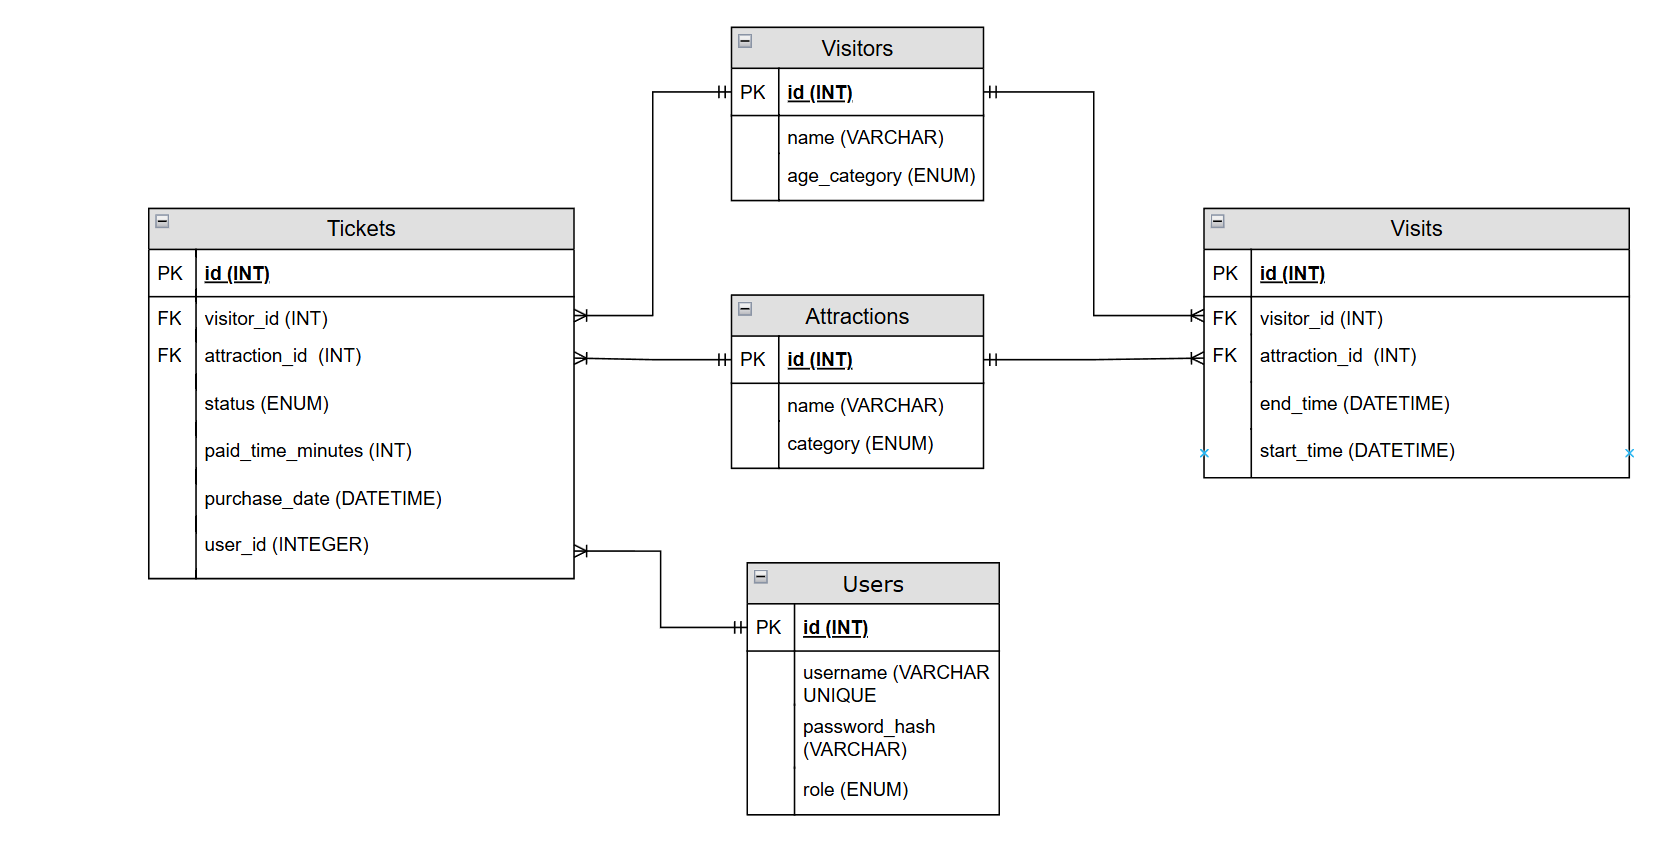 Visitors
PK id (INT)
name (VARCHAR)
age_category (ENUM)
Tickets
PK id (INT)
FK visitor_id (INT)
FK attraction_id (INT)
status (ENUM)
paid_time_minutes (INT)
purchase_date (DATETIME)
user_id (INTEGER)
Attractions
PK id (INT)
name (VARCHAR)
category (ENUM)
Visits
PK id (INT)
FK visitor_id (INT)
FK attraction_id (INT)
end_time (DATETIME)
start_time (DATETIME)
Users
PK id (INT)
username (VARCHAR
UNIQUE
password_hash
(VARCHAR)
role (ENUM)